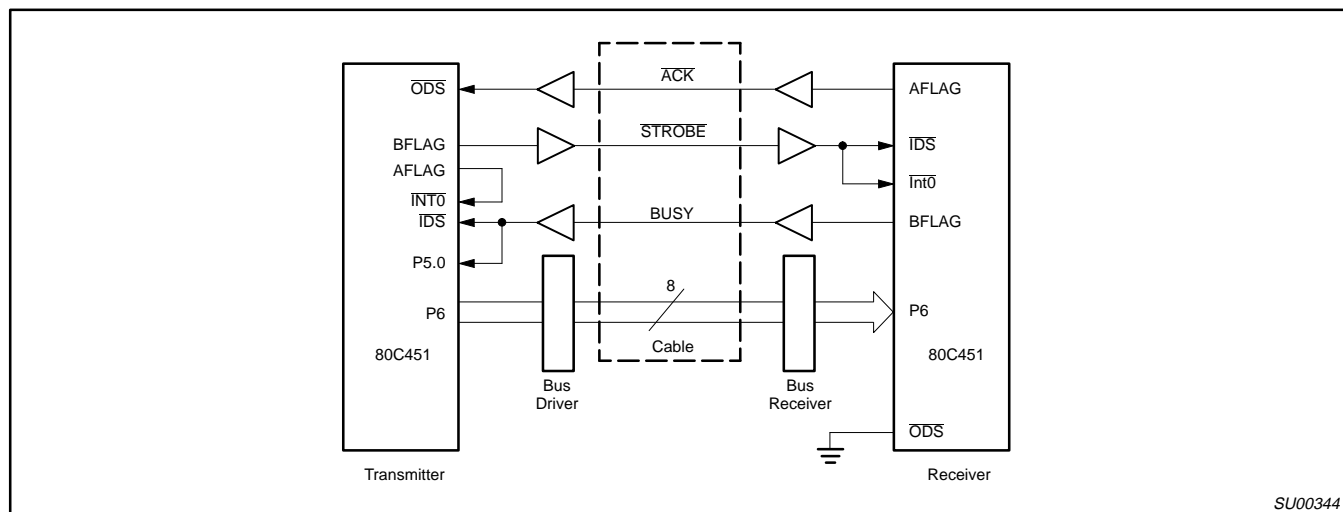 ODS
ACK
AFLAG
BFLAG
STROBE
IDS
AFLAG
Int0
INT0
IDS
BUSY
BFLAG
P5.0
8
P6
P6
80C451
Cable
80C451
Bus
Driver
Bus
Receiver
ODS
Transmitter
Receiver
SU00344